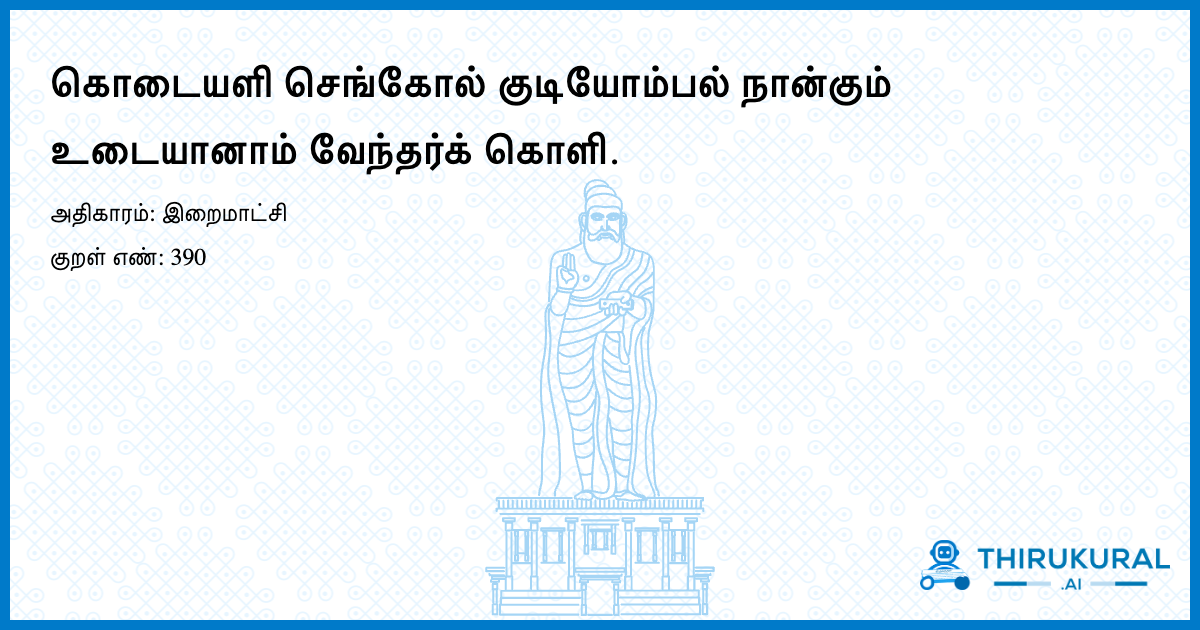 கொடையளி செங்கோல் குடியோம்பல் நான்கும்
உடையானாம் வேந்தர்க் கொளி.
அதிகாரம்: இறைமாட்சி
குறள் எண்: 390
THIRUKURAL
.AI